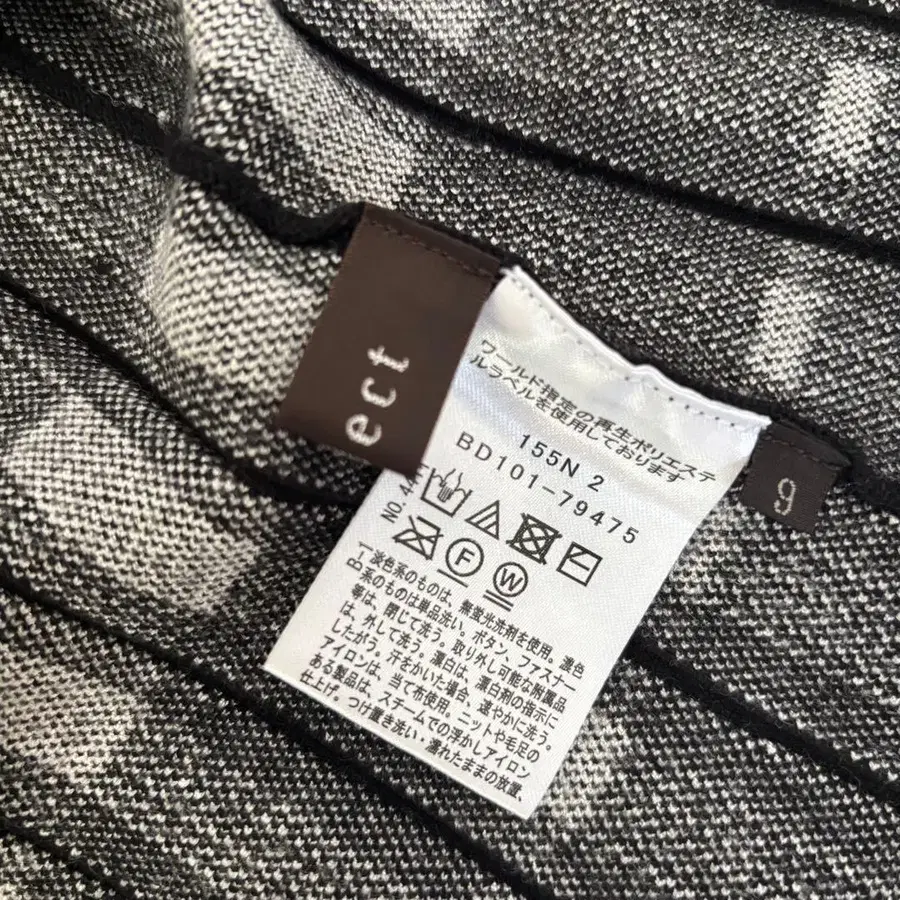 ect
ワールド指定の再生ポリエステ
ルラベルを使用しております
155N 2
BD101-79475
9
F
W
淡色系のものは、無蛍光洗剤を使用。濃色
系のものは単品洗い。ボタン、ファスナー
等は、閉じて洗う。取り外し可能な附属品
は、外して洗う。漂白は、漂白剤の指示に
したがう。汗をかいた場合、速やかに洗う。
アイロンは、当て布使用。ニットや毛足の
ある製品は、スチームでの浮かしアイロン
仕上げ。つけ置き洗い・濡れたままの放置、